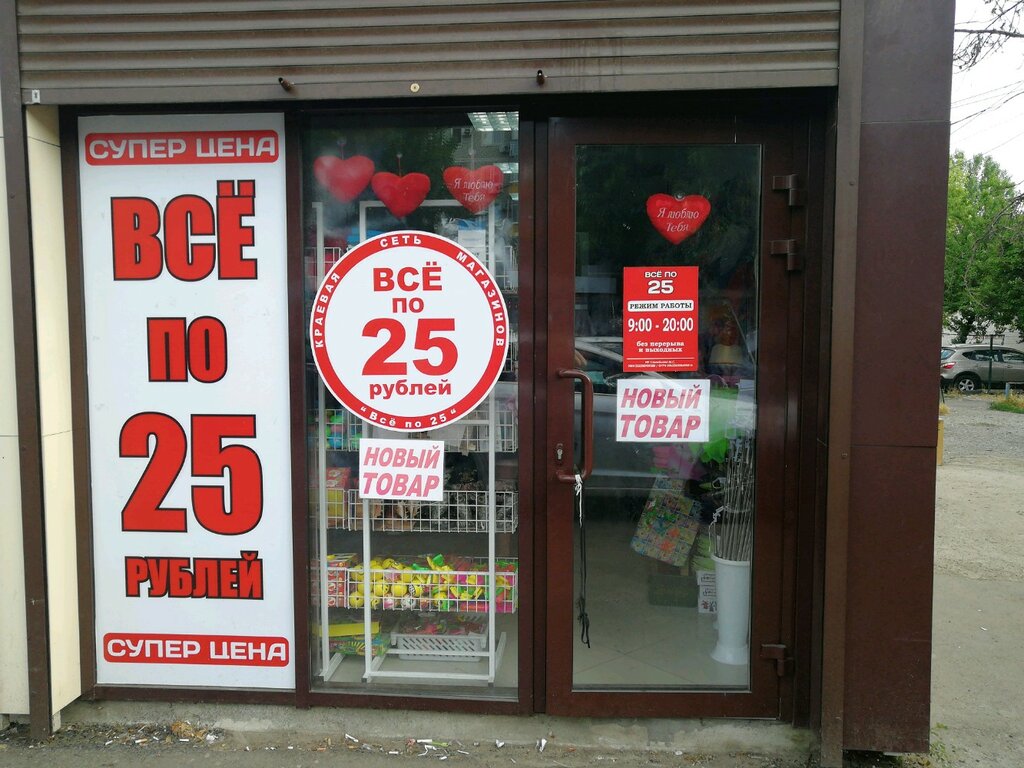 СУПЕР ЦЕНА
ВСЁ
ПО
25
РУБЛЕЙ
СУПЕР ЦЕНА
Я люблю
Тебя
КРАЕВАЯ СЕТЬ МАГАЗИНОВ
ВСЁ
ПО
25
рублей
"Всё по 25"
НОВЫЙ
ТОВАР
Я люблю
Тебя
ВСЁ ПО
25
РЕЖИМ РАБОТЫ
9:00 - 20:00
без перерыва
и выходных
НОВЫЙ
ТОВАР